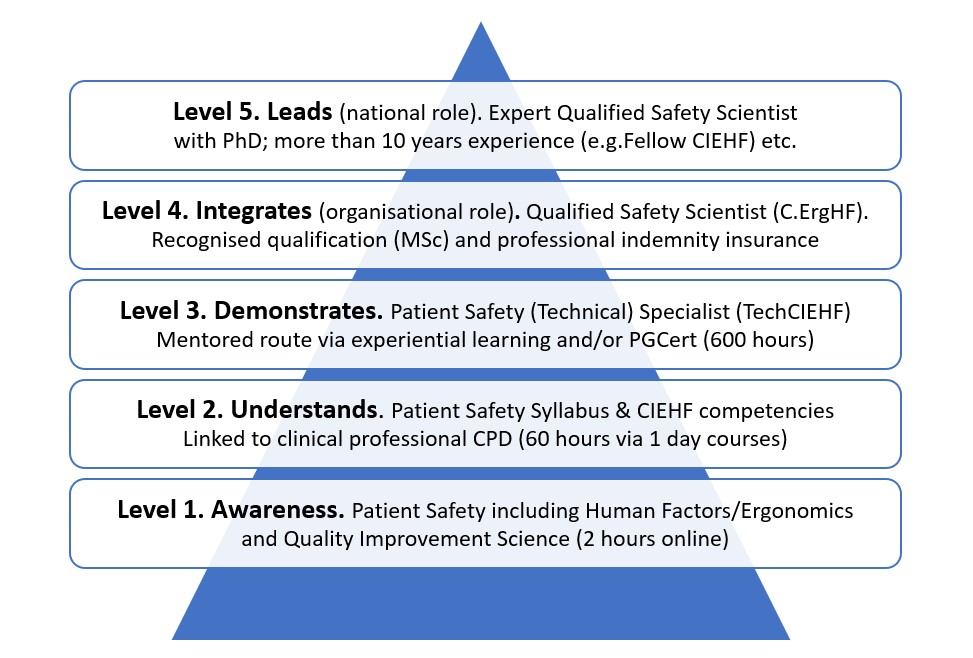 Level 5. Leads (national role). Expert Qualified Safety Scientist
with PhD; more than 10 years experience (e.g.Fellow CIEHF) etc.
Level 4. Integrates (organisational role). Qualified Safety Scientist (C.ErgHF).
Recognised qualification (MSc) and professional indemnity insurance
Level 3. Demonstrates. Patient Safety (Technical) Specialist (TechCIEHF)
Mentored route via experiential learning and/or PGCert (600 hours)
Level 2. Understands. Patient Safety Syllabus & CIEHF competencies
Linked to clinical professional CPD (60 hours via 1 day courses)
Level 1. Awareness. Patient Safety including Human Factors/Ergonomics
and Quality Improvement Science (2 hours online)